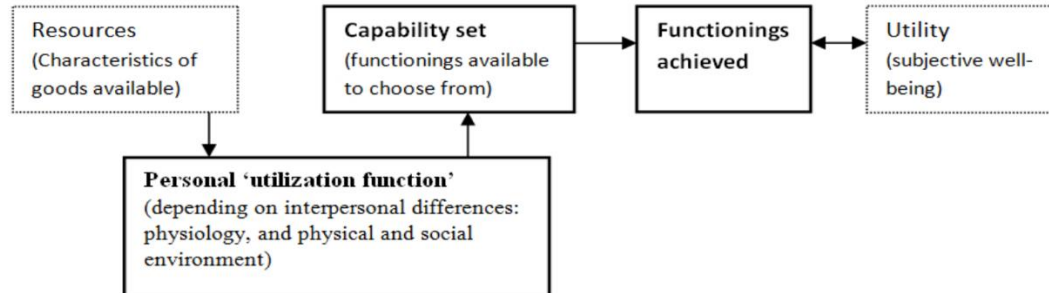 Resources
(Characteristics of
goods available)
Capability set
(functionings available
to choose from)
Functionings
achieved
Utility
(subjective well-
being)
Personal ‘utilization function’
(depending on interpersonal differences:
physiology, and physical and social
environment)